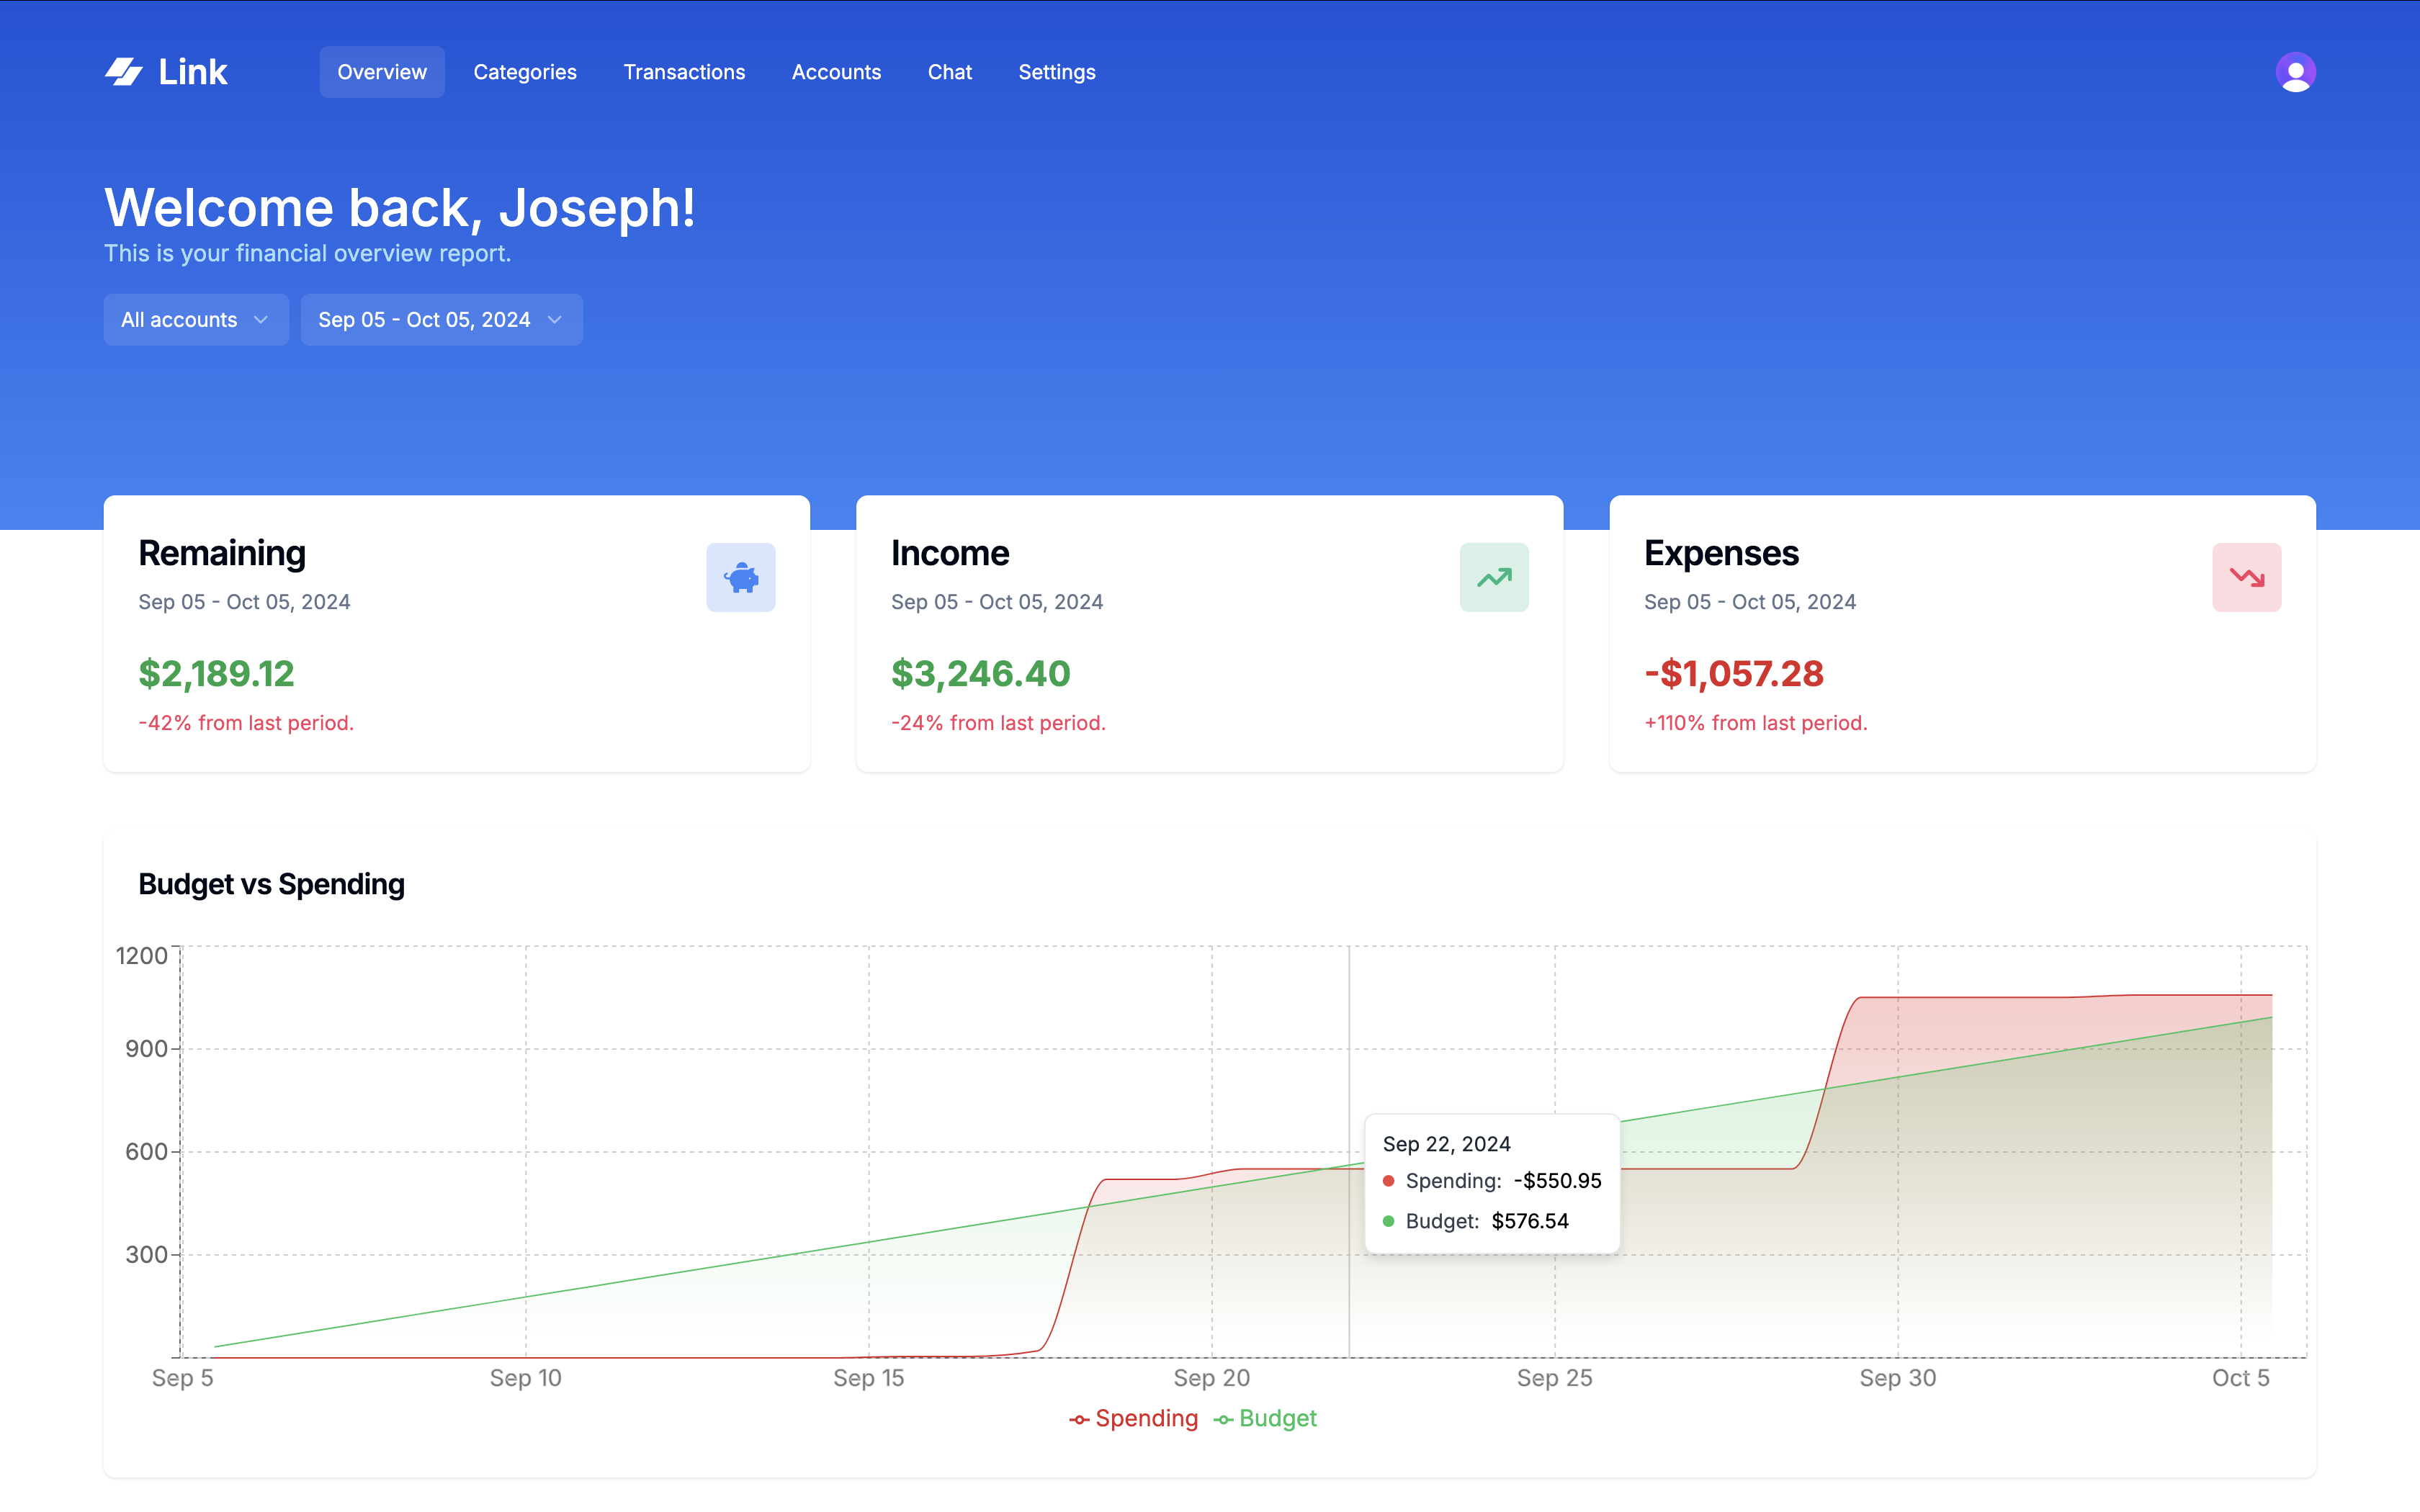 Link
Overview Categories Transactions Accounts Chat Settings
Welcome back, Joseph!
This is your financial overview report.
All accounts Sep 05 - Oct 05, 2024
Remaining
Sep 05 - Oct 05, 2024
$2,189.12
-42% from last period.
Income
Sep 05 - Oct 05, 2024
$3,246.40
-24% from last period.
Expenses
Sep 05 - Oct 05, 2024
-$1,057.28
+110% from last period.
Budget vs Spending
1200
900
600
300
Sep 22, 2024
Spending: -$550.95
Budget: $576.54
Sep 5 Sep 10 Sep 15 Sep 20 Sep 25 Sep 30 Oct 5
Spending Budget